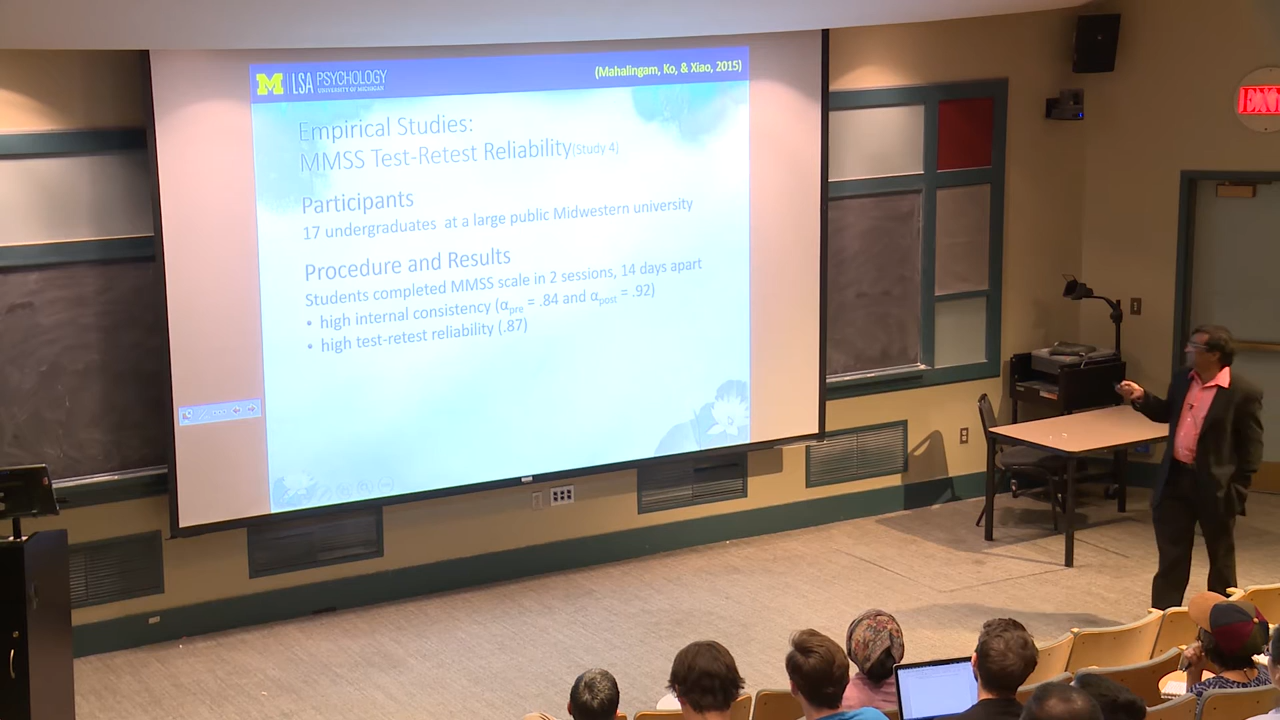 M LSA PSYCHOLOGY
UNIVERSITY OF MICHIGAN
(Mahalingam, Ko, & Xiao, 2015)
Empirical Studies:
MMSS Test-Retest Reliability(Study 4)
Participants
17 undergraduates at a large public Midwestern university
Procedure and Results
Students completed MMSS scale in 2 sessions, 14 days apart
• high internal consistency (αpre = .84 and αpost = .92)
• high test-retest reliability (.87)
EXIT